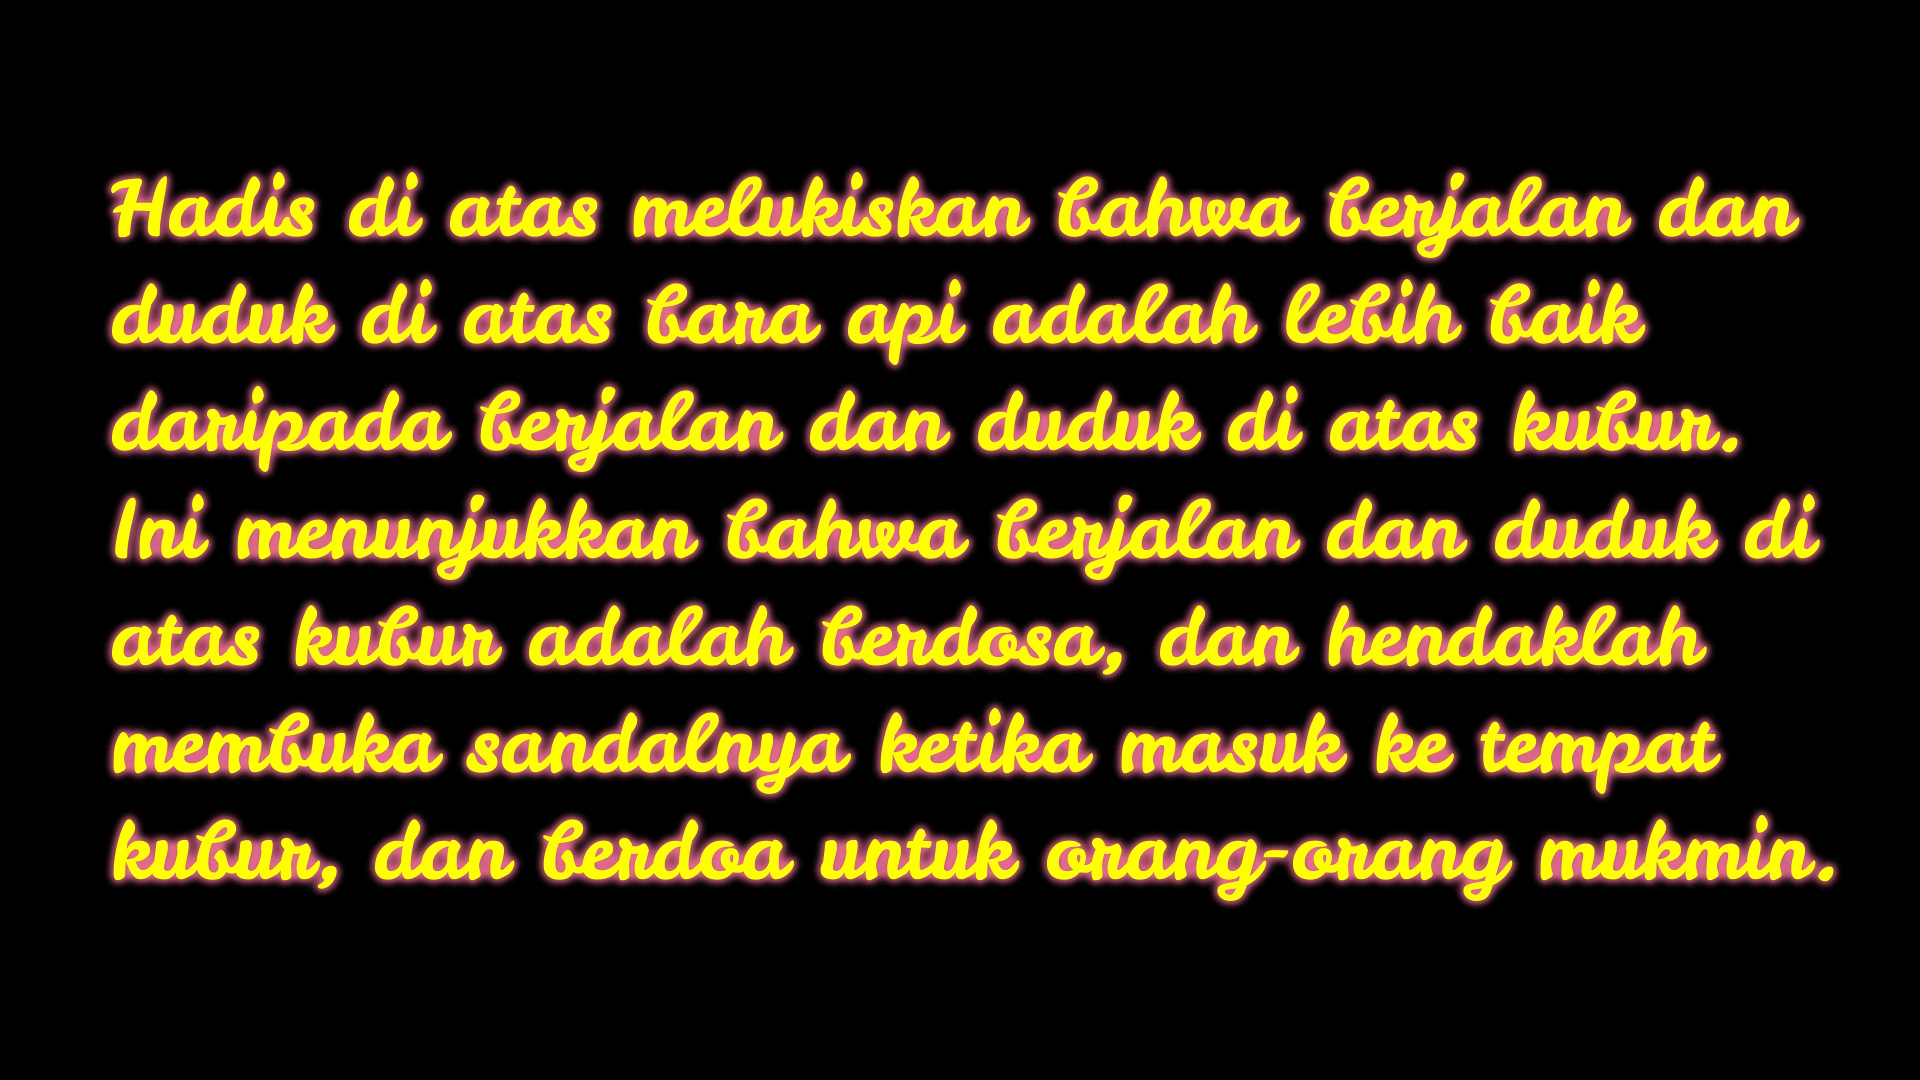 Hadis di atas melukiskan bahwa berjalan dan
duduk di atas bara api adalah lebih baik
daripada berjalan dan duduk di atas kubur.
Ini menunjukkan bahwa berjalan dan duduk di
atas kubur adalah berdosa, dan hendaklah
membuka sandalnya ketika masuk ke tempat
kubur, dan berdoa untuk orang-orang mukmin.